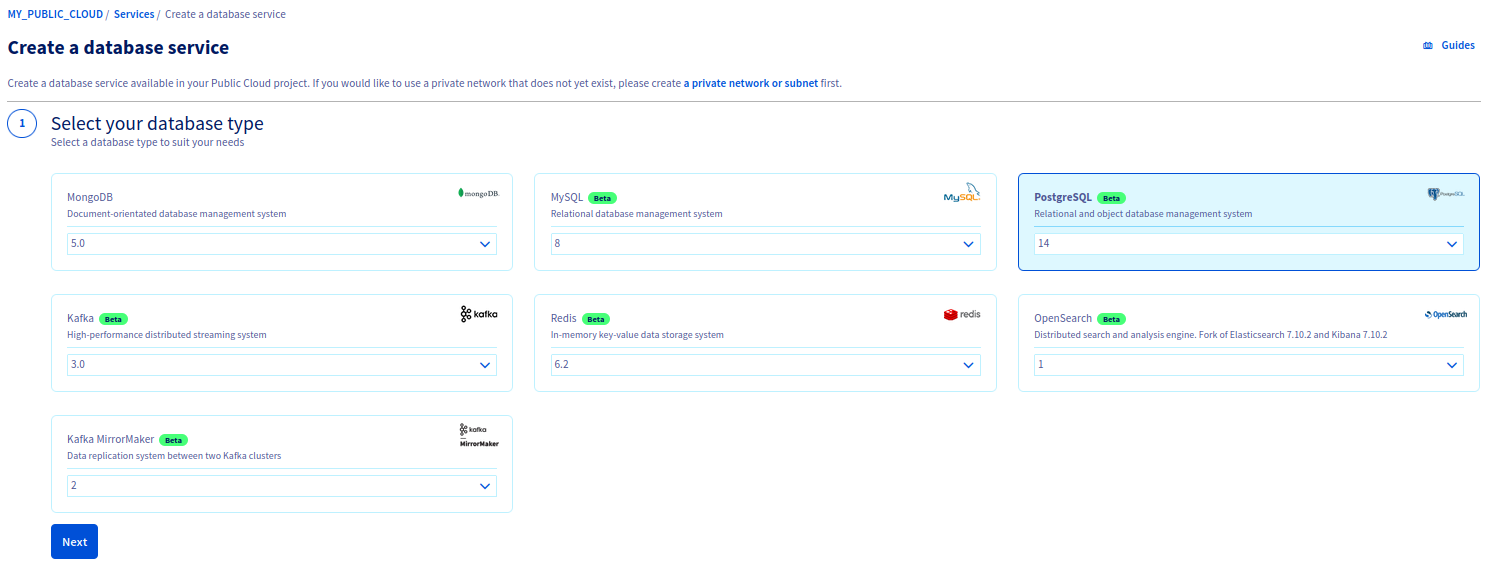 MY_PUBLIC_CLOUD / Services / Create a database service
Create a database service
Guides
Create a database service available in your Public Cloud project. If you would like to use a private network that does not yet exist, please create a private network or subnet first.
1
Select your database type
Select a database type to suit your needs
MongoDB
mongoDB.
Document-orientated database management system
5.0
MySQL Beta
MySQL
Relational database management system
8
PostgreSQL Beta
PostgreSQL
Relational and object database management system
14
Kafka Beta
kafka
High-performance distributed streaming system
3.0
Redis Beta
redis
In-memory key-value data storage system
6.2
OpenSearch Beta
OpenSearch
Distributed search and analysis engine. Fork of Elasticsearch 7.10.2 and Kibana 7.10.2
1
Kafka MirrorMaker Beta
kafka
MirrorMaker
Data replication system between two Kafka clusters
2
Next